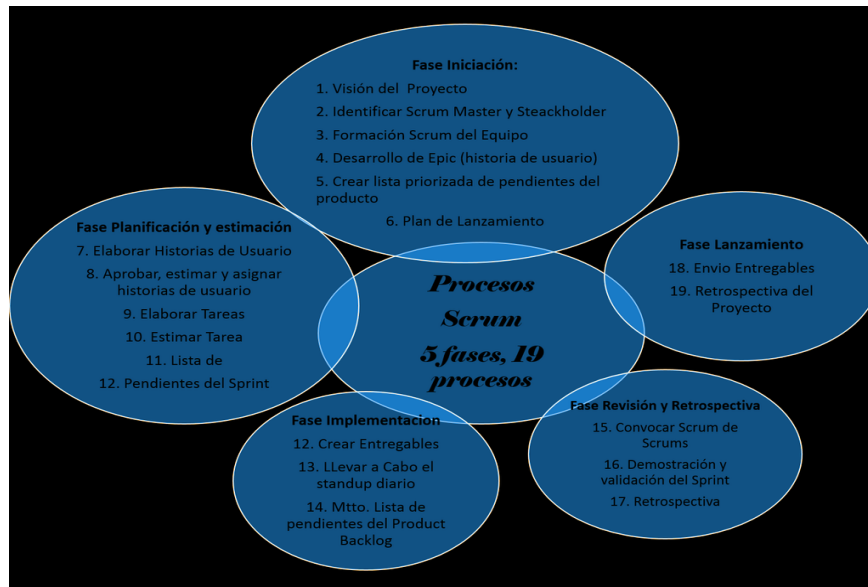 Fase Iniciación:
1. Visión del Proyecto
2. Identificar Scrum Master y Steackholder
3. Formación Scrum del Equipo
4. Desarrollo de Epic (historia de usuario)
5. Crear lista priorizada de pendientes del
producto
6. Plan de Lanzamiento
Fase Planificación y estimación
7. Elaborar Historias de Usuario
8. Aprobar, estimar y asignar
historias de usuario
9. Elaborar Tareas
10. Estimar Tarea
11. Lista de
12. Pendientes del Sprint
Procesos
Scrum
5 fases, 19
procesos
Fase Lanzamiento
18. Envio Entregables
19. Retrospectiva del
Proyecto
Fase Implementacion
12. Crear Entregables
13. LLevar a Cabo el
standup diario
14. Mtto. Lista de
pendientes del Product
Backlog
Fase Revisión y Retrospectiva
15. Convocar Scrum de
Scrums
16. Demostración y
validación del Sprint
17. Retrospectiva